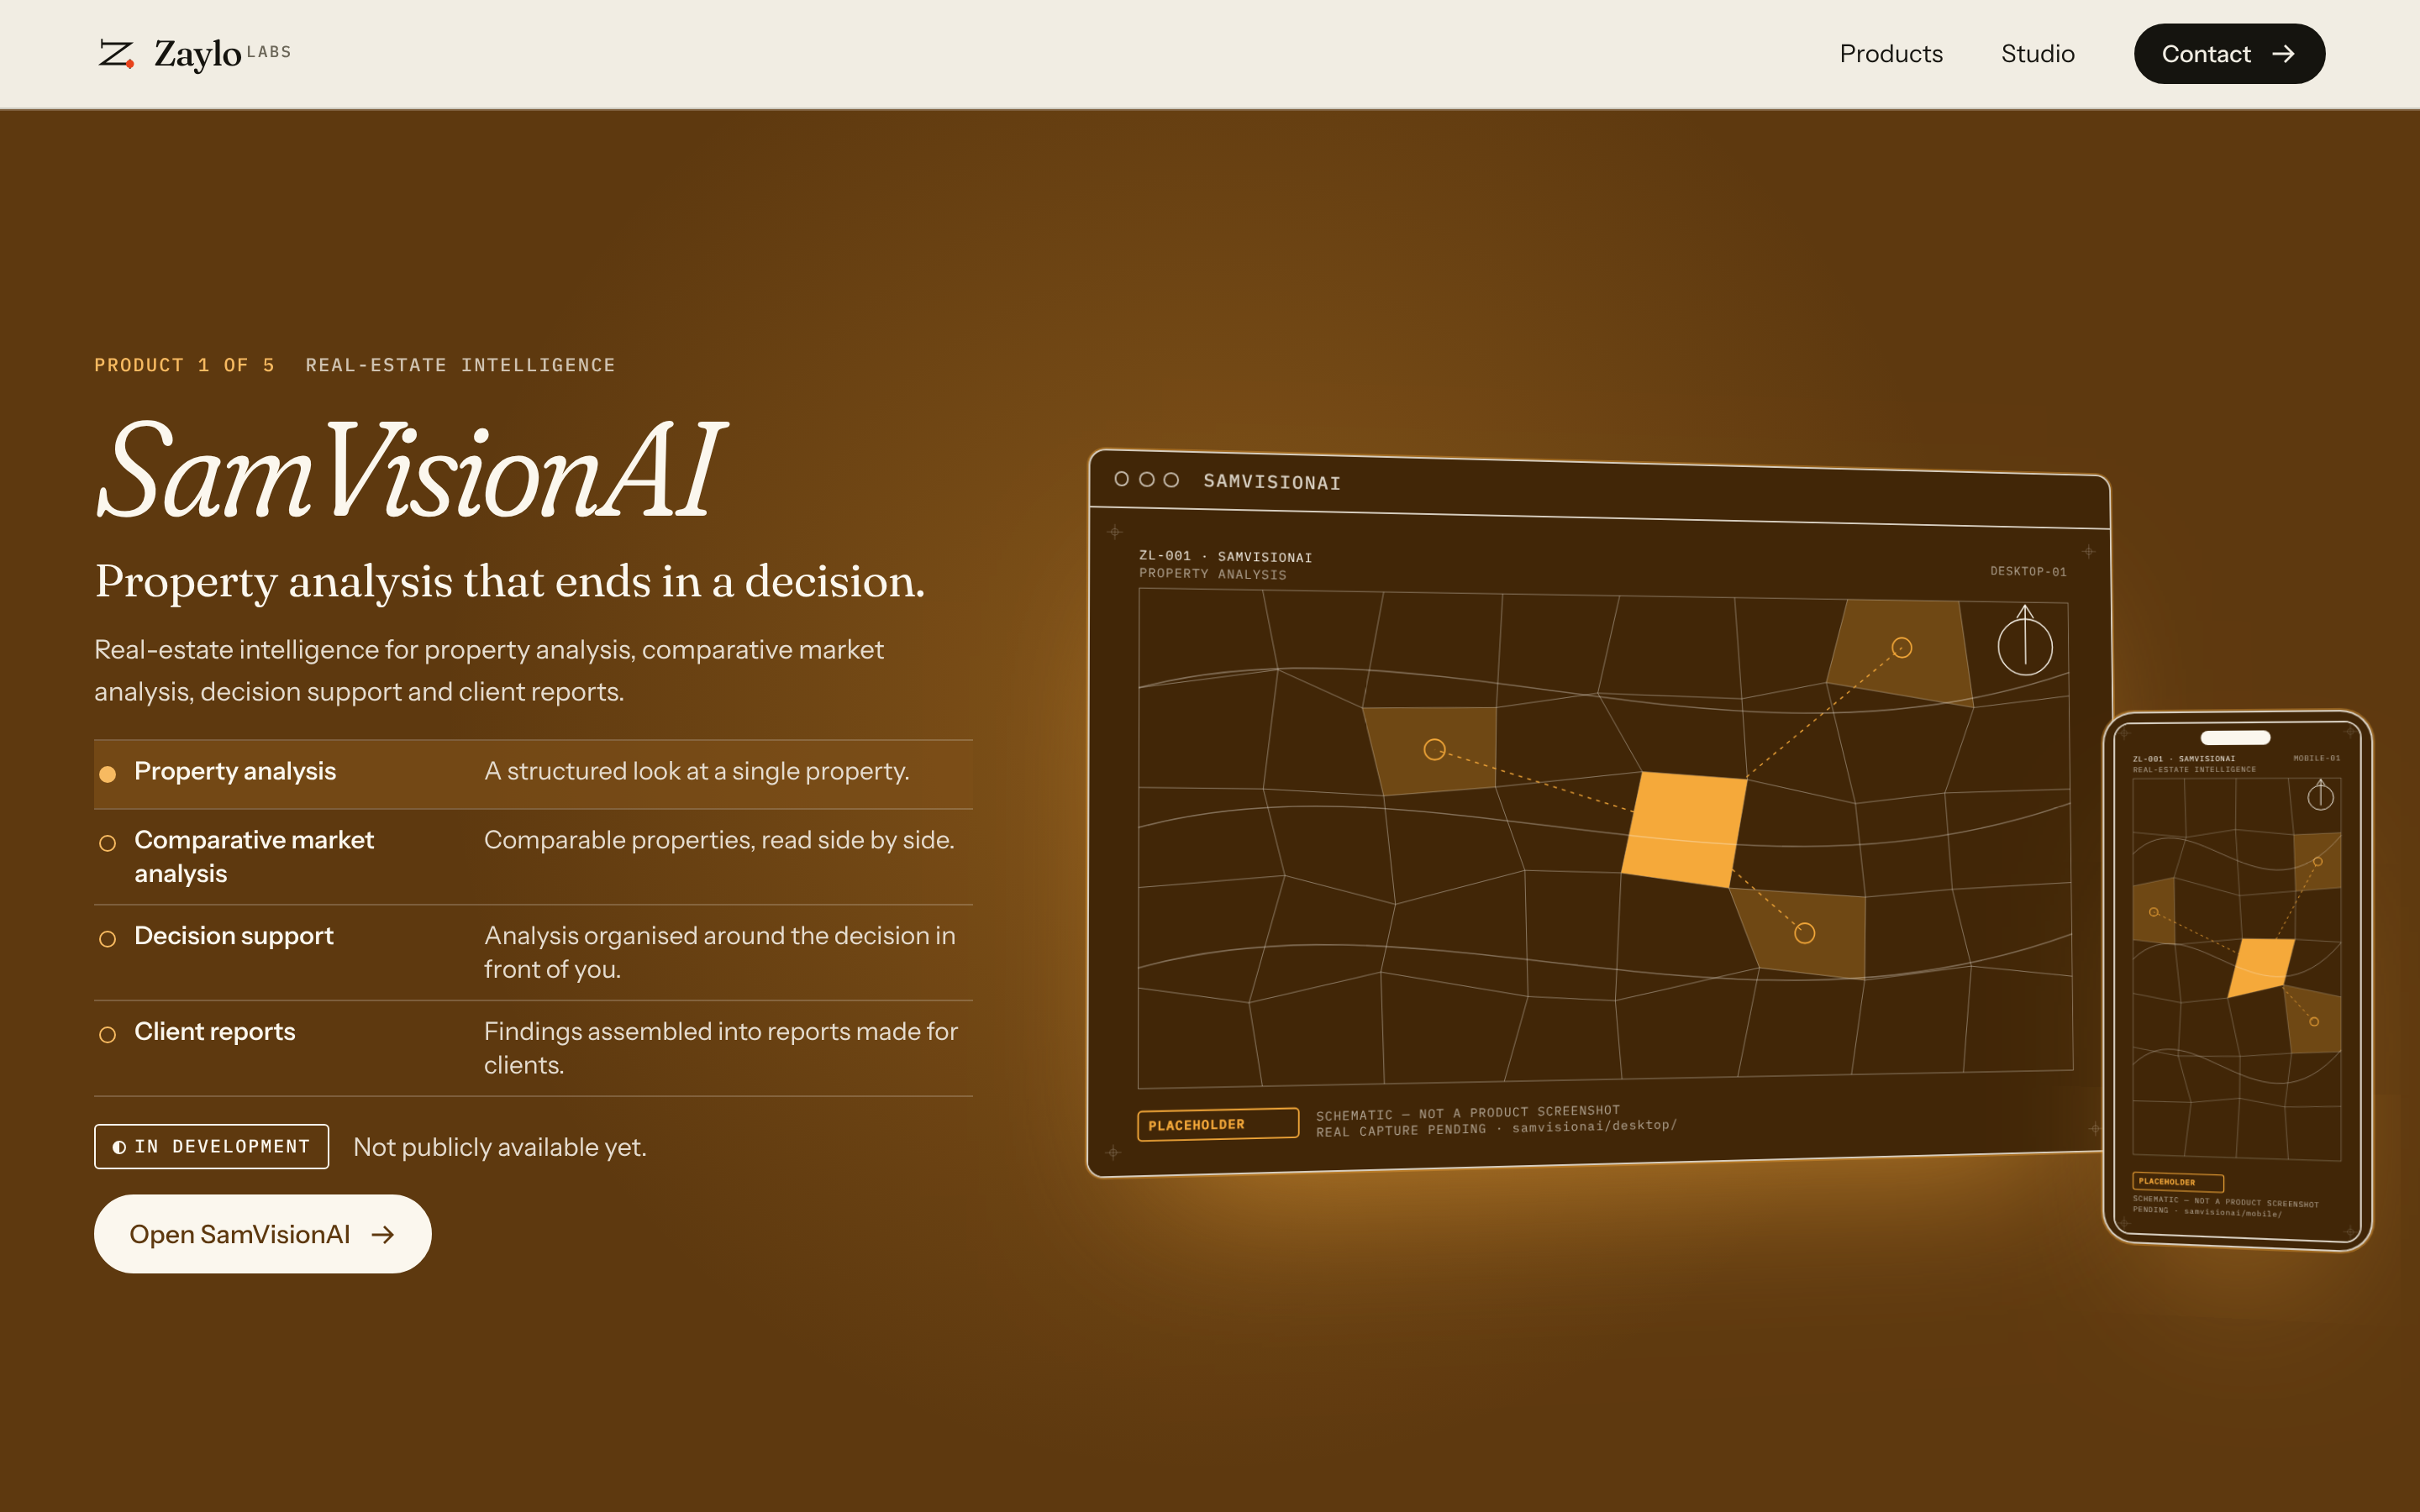 Zaylo LABS
Products
Studio
Contact →
PRODUCT 1 OF 5 REAL-ESTATE INTELLIGENCE
SamVisionAI
Property analysis that ends in a decision.
Real-estate intelligence for property analysis, comparative market
analysis, decision support and client reports.
Property analysis
A structured look at a single property.
Comparative market
analysis
Comparable properties, read side by side.
Decision support
Analysis organised around the decision in
front of you.
Client reports
Findings assembled into reports made for
clients.
IN DEVELOPMENT
Not publicly available yet.
Open SamVisionAI →
SAMVISIONAI
ZL-001 · SAMVISIONAI
PROPERTY ANALYSIS
DESKTOP-01
PLACEHOLDER
SCHEMATIC — NOT A PRODUCT SCREENSHOT
REAL CAPTURE PENDING · samvisionai/desktop/
ZL-001 · SAMVISIONAI
REAL-ESTATE INTELLIGENCE
MOBILE-01
PLACEHOLDER
SCHEMATIC — NOT A PRODUCT SCREENSHOT
PENDING · samvisionai/mobile/